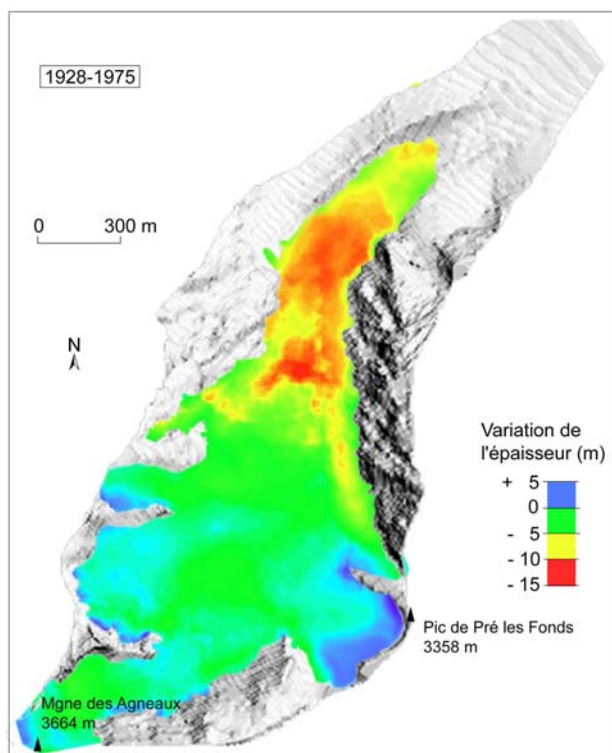 1928-1975
0 300 m
N
Variation de
l'épaisseur (m)
+ 5
0
- 5
- 10
- 15
Pic de Pré les Fonds
3358 m
Mgne des Agneaux
3664 m